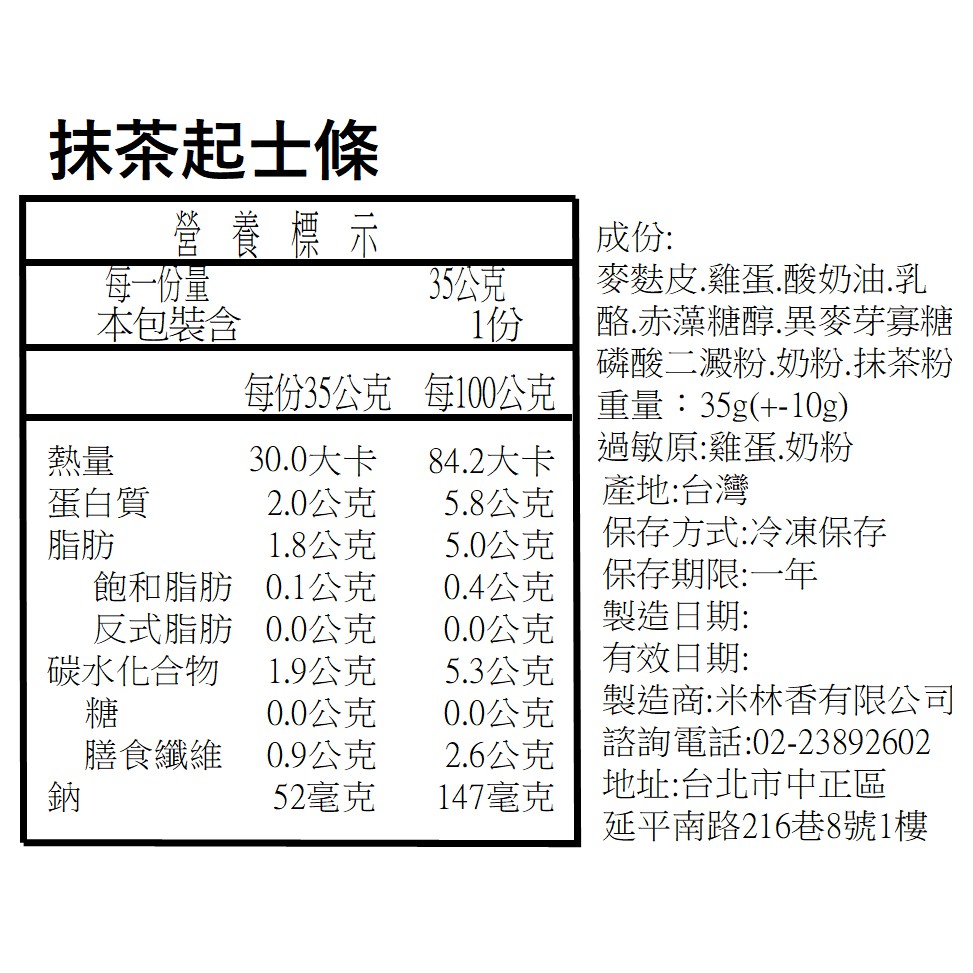 抹茶起士條
營 養 標 示
每一份量 35公克
本包裝含 1份
每份35公克 每100公克
熱量 30.0大卡 84.2大卡
蛋白質 2.0公克 5.8公克
脂肪 1.8公克 5.0公克
飽和脂肪 0.1公克 0.4公克
反式脂肪 0.0公克 0.0公克
碳水化合物 1.9公克 5.3公克
糖 0.0公克 0.0公克
膳食纖維 0.9公克 2.6公克
鈉 52毫克 147毫克
成份:
麥麩皮.雞蛋.酸奶油.乳
酪.赤藻糖醇.異麥芽寡糖
磷酸二澱粉.奶粉.抹茶粉
重量：35g(+-10g)
過敏原:雞蛋.奶粉
產地:台灣
保存方式:冷凍保存
保存期限:一年
製造日期:
有效日期:
製造商:米林香有限公司
諮詢電話:02-23892602
地址:台北市中正區
延平南路216巷8號1樓